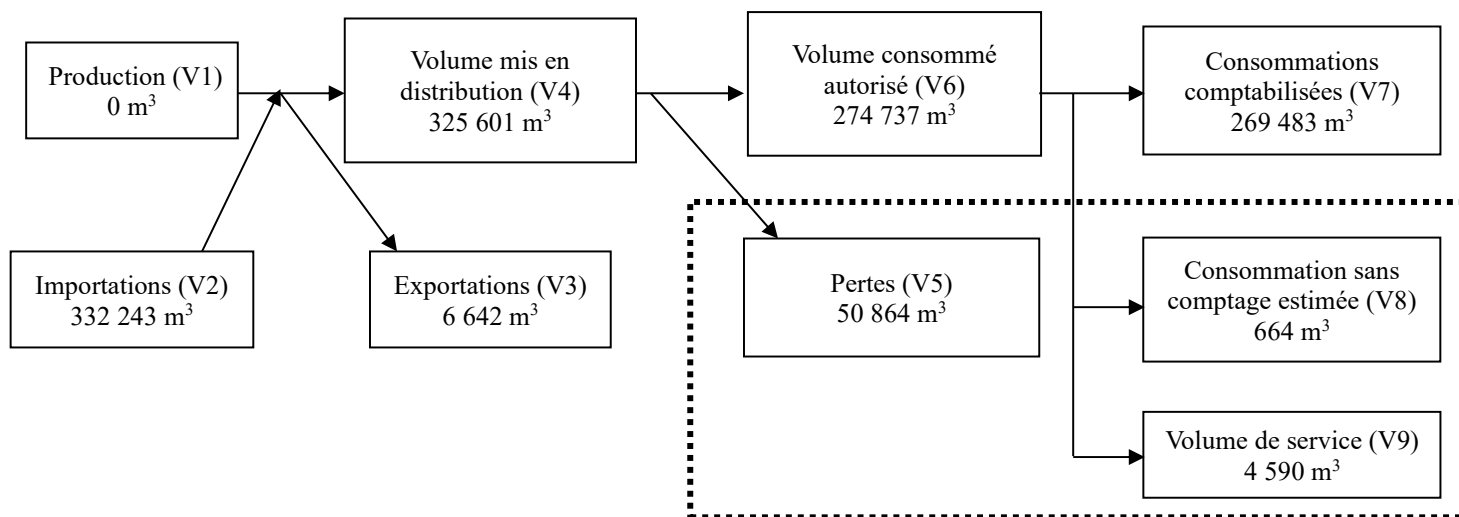 Production (V1)
0 m³
Volume mis en
distribution (V4)
325 601 m³
Volume consommé
autorisé (V6)
274 737 m³
Consommations
comptabilisées (V7)
269 483 m³
Importations (V2)
332 243 m³
Exportations (V3)
6 642 m³
Pertes (V5)
50 864 m³
Consommation sans
comptage estimée (V8)
664 m³
Volume de service (V9)
4 590 m³